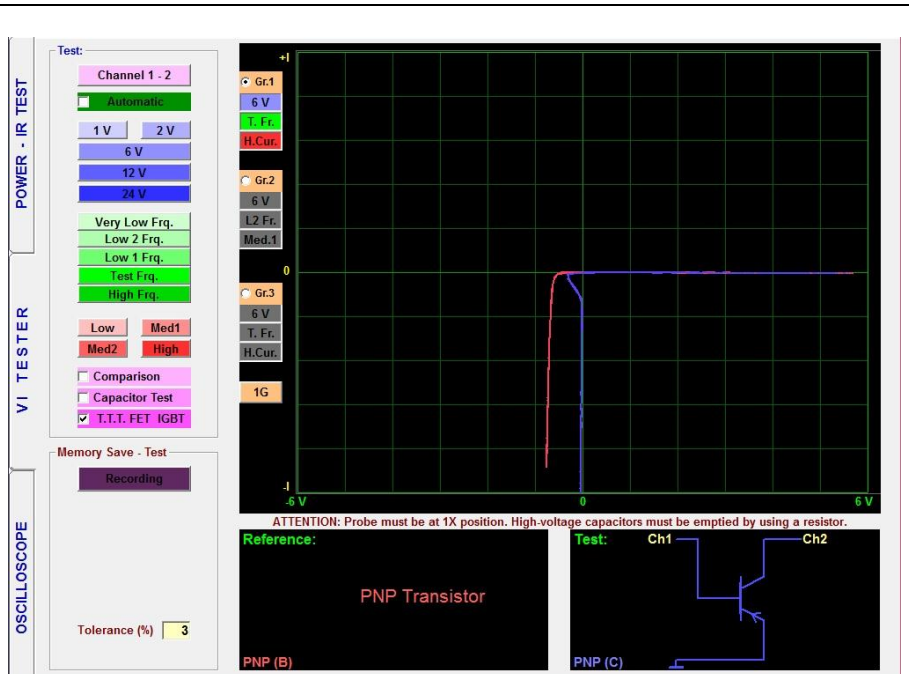 POWER - IR TEST
VI TESTER
OSCILLOSCOPE
Test:
Channel 1 - 2
Automatic
1 V
2 V
6 V
12 V
24 V
Very Low Frq.
Low 2 Frq.
Low 1 Frq.
Test Frq.
High Frq.
Low
Med1
Med2
High
Comparison
Capacitor Test
T.T.T. FET IGBT
Memory Save - Test
Recording
Tolerance (%)
3
Gr.1
6 V
T. Fr.
H.Cur.
Gr.2
6 V
L2 Fr.
Med.1
Gr.3
6 V
T. Fr.
H.Cur.
1G
+I
0
-I
-6 V
0
6 V
ATTENTION: Probe must be at 1X position. High-voltage capacitors must be emptied by using a resistor.
Reference:
PNP Transistor
PNP (B)
Test:
Ch1
Ch2
PNP (C)